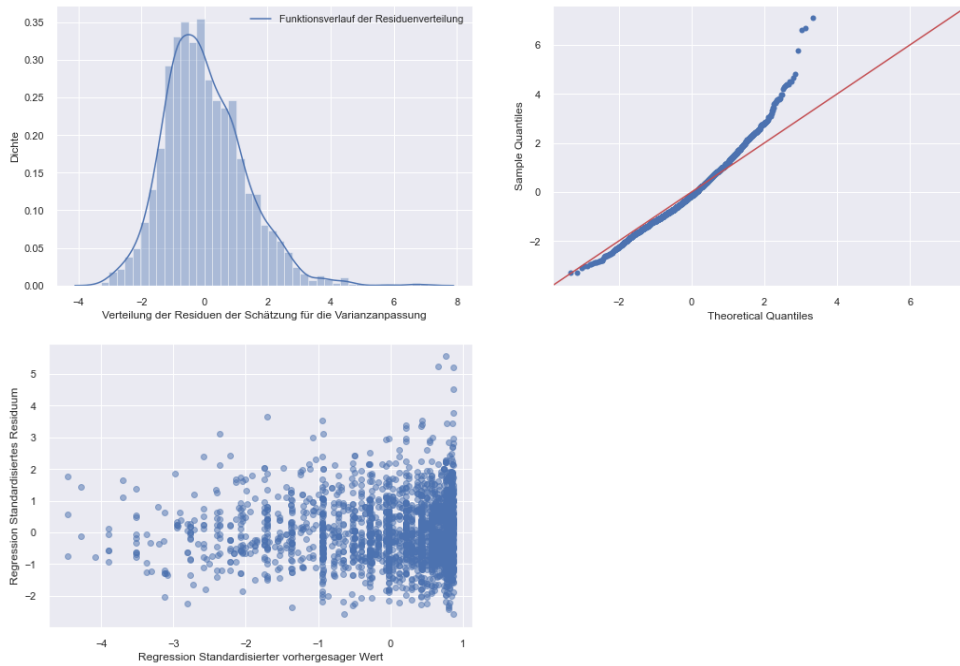 Funktionsverlauf der Residuenverteilung
0.35
0.30
0.25
0.20
0.15
0.10
0.05
0.00
Dichte
−4 −2 0 2 4 6 8
Verteilung der Residuen der Schätzung für die Varianzanpassung
6
4
2
0
−2
Sample Quantiles
−2 0 2 4 6
Theoretical Quantiles
5
4
3
2
1
0
−1
−2
Regression Standardisiertes Residuum
−4 −3 −2 −1 0 1
Regression Standardisierter vorhergesager Wert